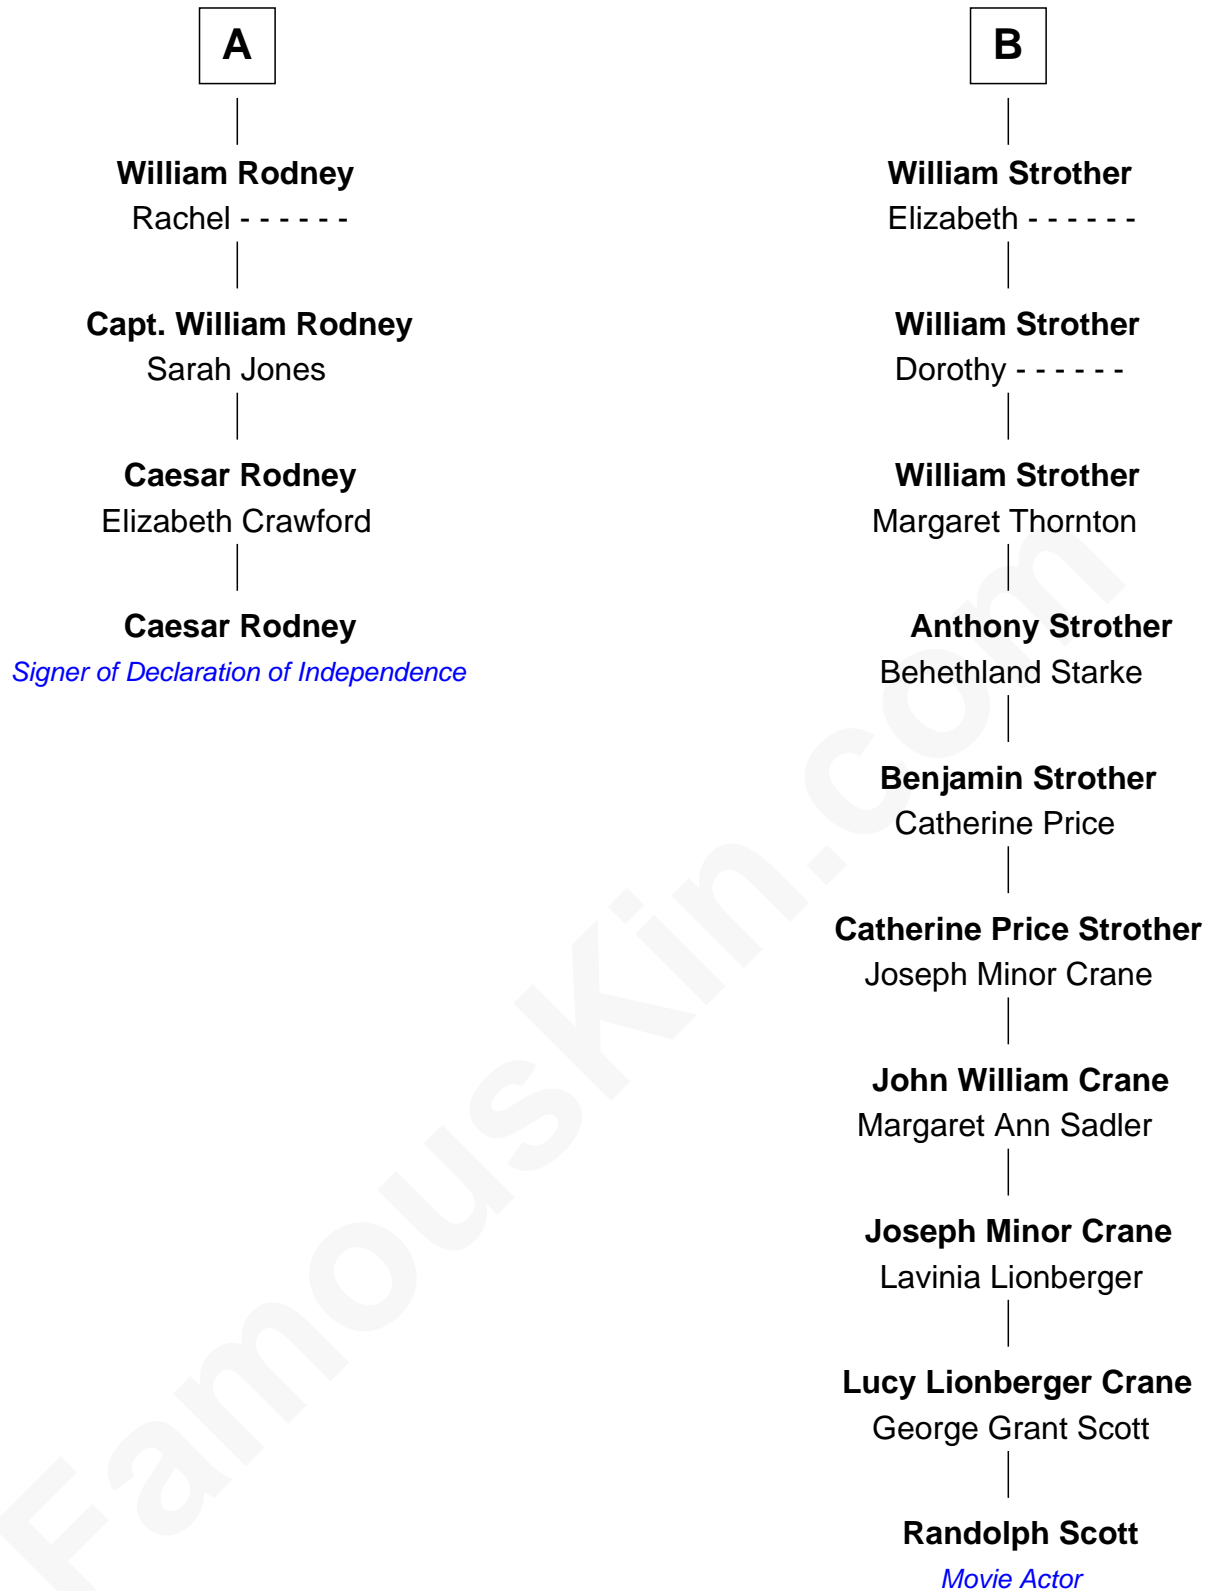 A
William Rodney
Rachel - - - - - -
Capt. William Rodney
Sarah Jones
Caesar Rodney
Elizabeth Crawford
Caesar Rodney
Signer of Declaration of Independence
B
William Strother
Elizabeth - - - - - -
William Strother
Dorothy - - - - - -
William Strother
Margaret Thornton
Anthony Strother
Behethland Starke
Benjamin Strother
Catherine Price
Catherine Price Strother
Joseph Minor Crane
John William Crane
Margaret Ann Sadler
Joseph Minor Crane
Lavinia Lionberger
Lucy Lionberger Crane
George Grant Scott
Randolph Scott
Movie Actor
FamousKin.com